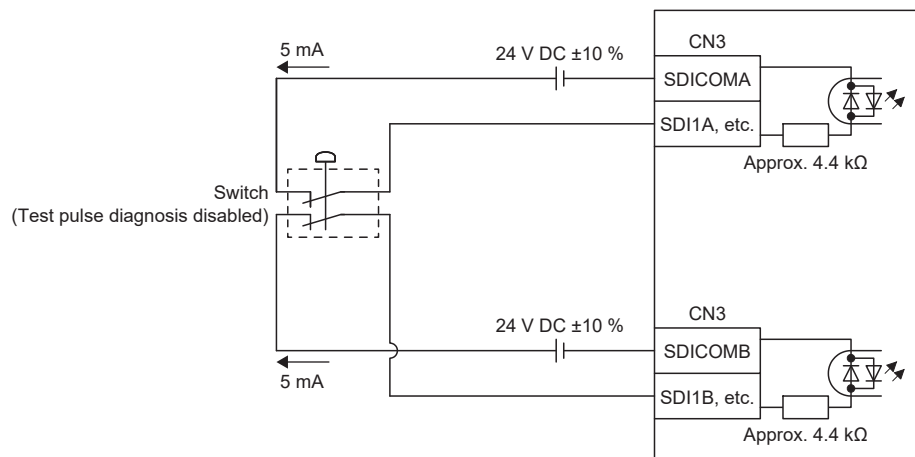 5 mA
24 V DC ±10 %
CN3
SDICOMA
SDI1A, etc.
Approx. 4.4 kΩ
Switch
(Test pulse diagnosis disabled)
24 V DC ±10 %
CN3
SDICOMB
5 mA
SDI1B, etc.
Approx. 4.4 kΩ